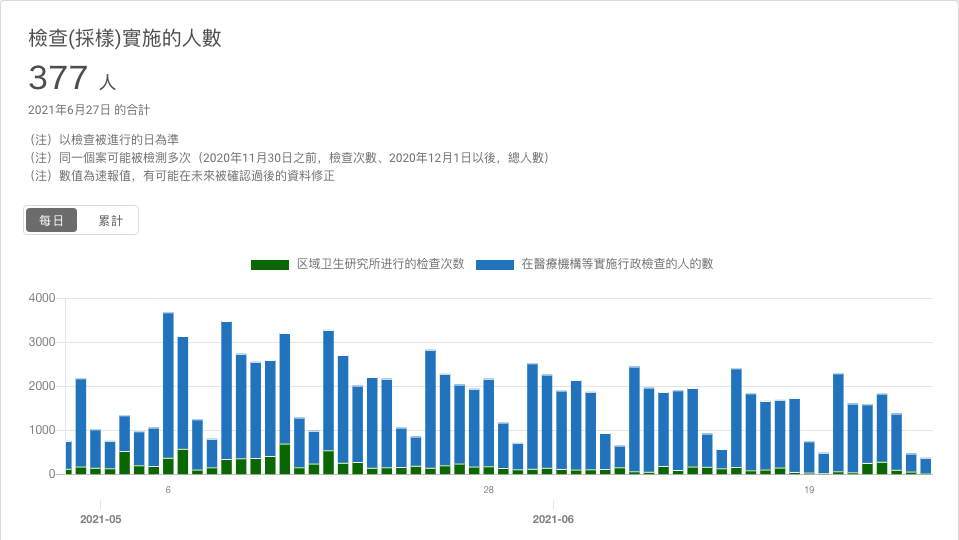 檢查(採樣)實施的人數
377 人
2021年6月27日 的合計
（注）以檢查被進行的日為準
（注）同一個案可能被檢測多次（2020年11月30日之前，檢查次數、2020年12月1日以後，總人數）
（注）數值為速報值，有可能在未來被確認過後的資料修正
每日 累計
区域卫生研究所进行的检查次数 在醫療機構等實施行政檢查的人的數
4000
3000
2000
1000
0
6 28 19
2021-05 2021-06